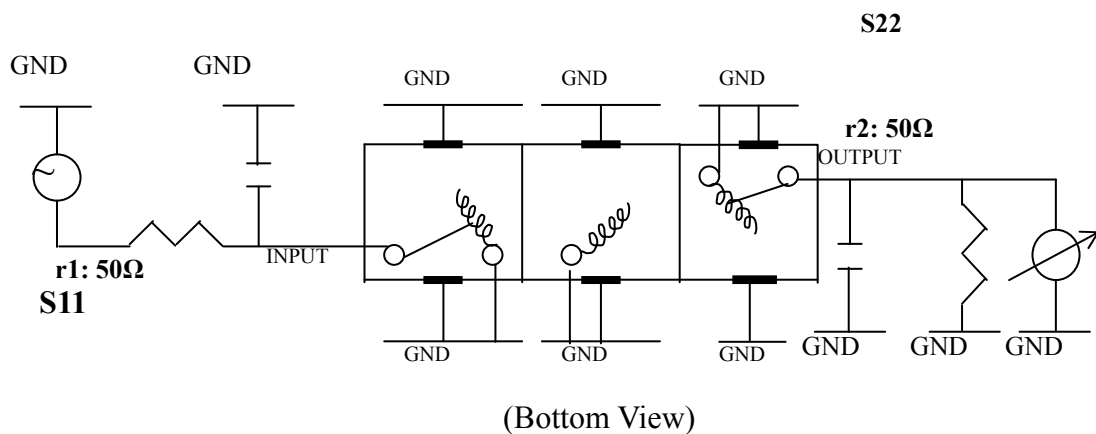 S22
GND
GND
GND
GND
GND
r2: 50Ω
OUTPUT
INPUT
r1: 50Ω
S11
GND
GND
GND
GND
GND
GND
(Bottom View)